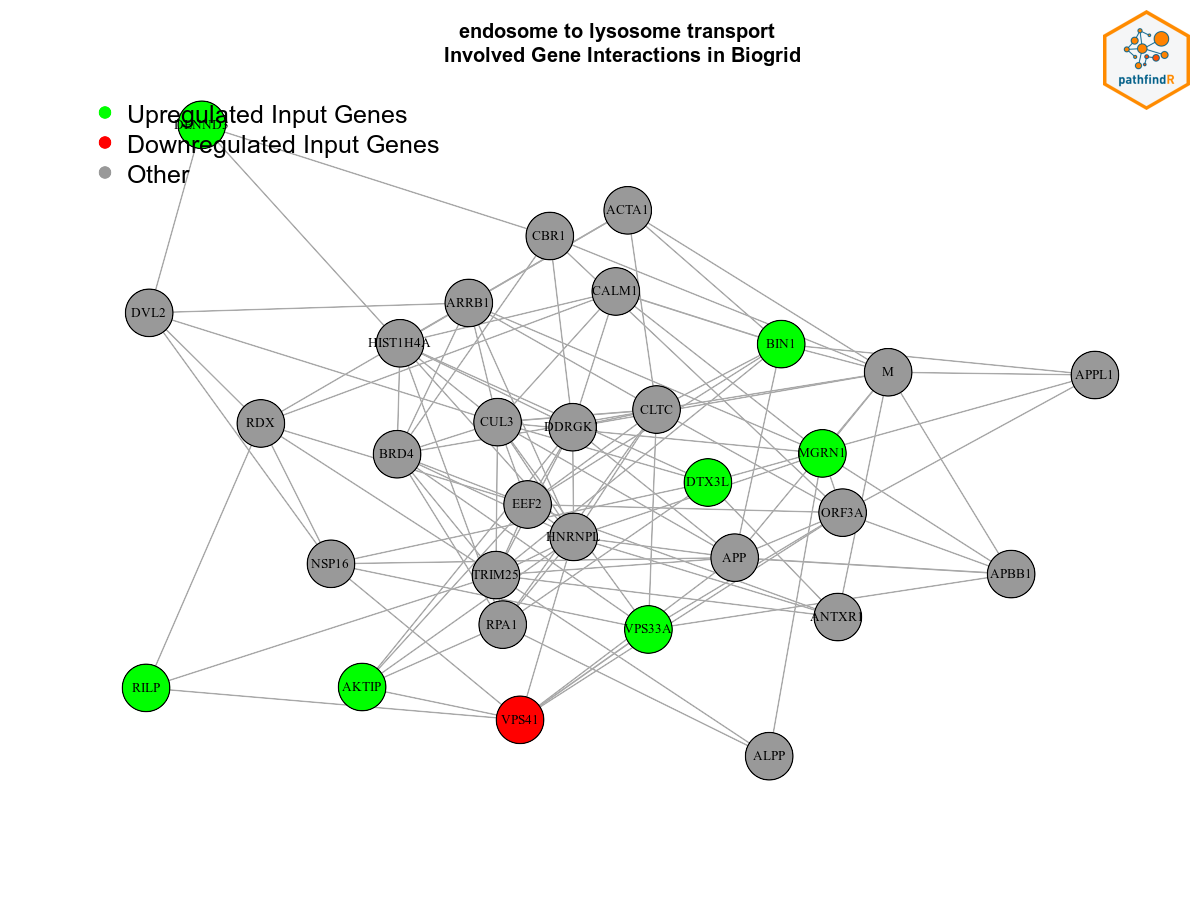 endosome to lysosome transport
Involved Gene Interactions in Biogrid
pathfindR
Upregulated Input Genes
DENND3
Downregulated Input Genes
Other
ACTA1
CBR1
CALM1
ARRB1
DVL2
HIST1H4A
BIN1
M
APPL1
CLTC
RDX
CUL3
DDRGK
BRD4
MGRN1
DTX3L
EEF2
ORF3A
HNRNPL
NSP16
APP
TRIM25
APBB1
ANTXR1
RPA1
VPS33A
RILP
AKTIP
VPS41
ALPP